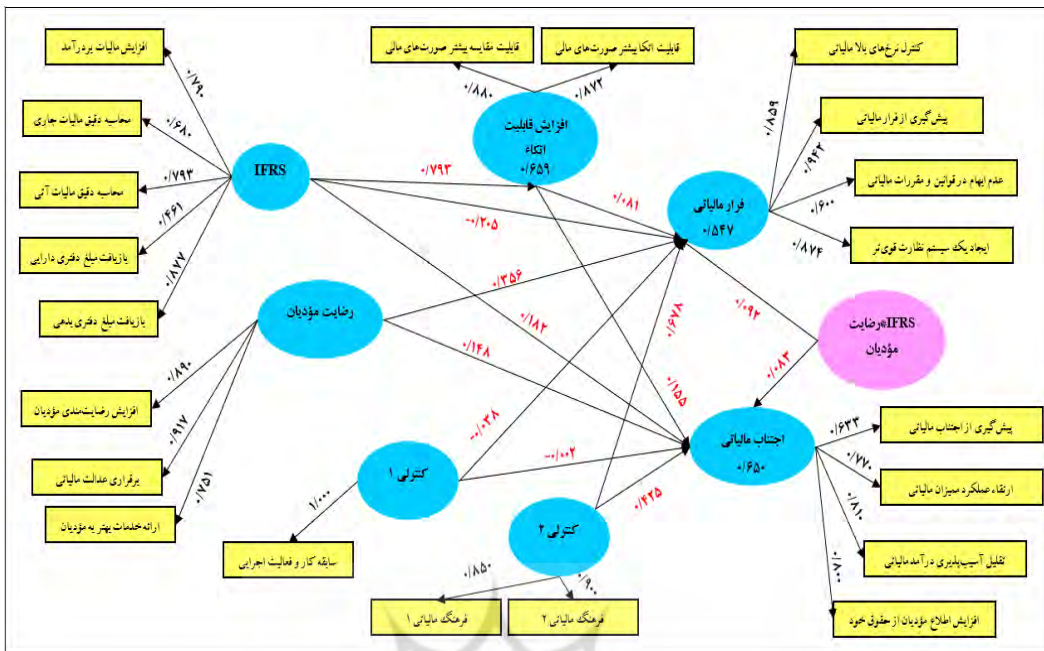 افزایش مالیات بردرآمد
محاسبه دقیق مالیات جاری
محاسبه دقیق مالیات آتی
بازیافت مبلغ دفتری دارایی
بازیافت مبلغ دفتری بدهی
۰/۷۹۰
۰/۶۸۰
۰/۷۹۳
۰/۴۶۱
۰/۸۷۷
IFRS
قابلیت مقایسه بیشتر صورت‌های مالی
قابلیت اتکا بیشتر صورت‌های مالی
۰/۸۸۰
۰/۸۷۲
افزایش قابلیت
اتکاء
۰/۶۵۹
کنترل نرخ‌های بالا مالیاتی
پیش‌گیری از فرار مالیاتی
عدم ابهام در قوانین و مقررات مالیاتی
ایجاد یک سیستم نظارت قوی‌تر
۰/۸۵۹
۰/۹۴۲
۰/۶۰۰
۰/۸۷۴
فرار مالیاتی
۰/۵۴۷
۰/۷۹۳
-۰/۲۰۵
۰/۰۸۱
۰/۳۵۶
۰/۱۸۲
۰/۱۴۸
۰/۶۷۸
۰/۱۵۵
-۰/۰۳۸
-۰/۰۰۲
۰/۴۲۵
۰/۰۹۲
۰/۰۸۳
رضایت مؤدیان
افزایش رضایت‌مندی مؤدیان
برقراری عدالت مالیاتی
ارائه خدمات بهتر به مؤدیان
۰/۸۹۰
۰/۹۱۷
۰/۷۵۱
IFRS*رضایت
مؤدیان
کنترلی ۱
۱/۰۰۰
سابقه کار و فعالیت اجرایی
کنترلی ۲
۰/۸۵۰
۰/۹۰۰
فرهنگ مالیاتی ۱
فرهنگ مالیاتی ۲
اجتناب مالیاتی
۰/۶۵۰
۰/۶۳۳
۰/۷۷۰
۰/۸۱۰
۰/۸۰۰
پیش‌گیری از اجتناب مالیاتی
ارتقاء عملکرد ممیزان مالیاتی
تقلیل آسیب‌پذیری درآمد مالیاتی
افزایش اطلاع مؤدیان از حقوق خود